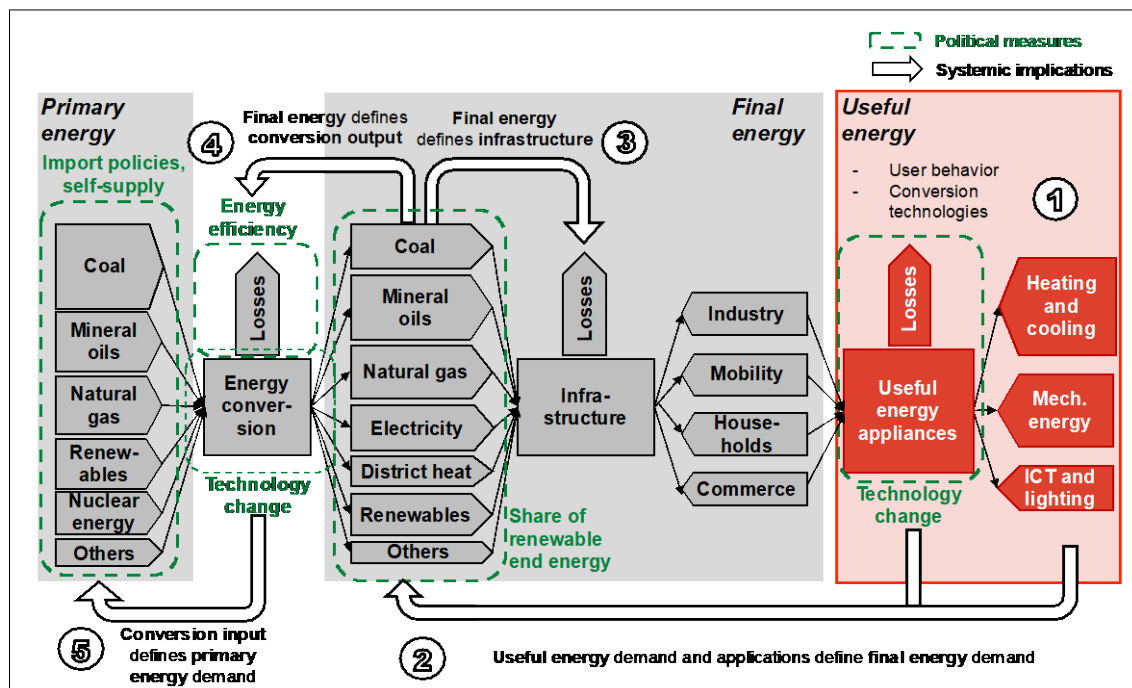 Political measures
Systemic implications
Primary
energy
Final
energy
Useful
energy
4
Final energy defines
conversion output
Final energy
defines infrastructure
3
- User behavior
- Conversion
technologies
1
Import policies,
self-supply
Energy
efficiency
Coal
Mineral
oils
Natural
gas
Renew-
ables
Nuclear
energy
Others
Losses
Energy
conver-
sion
Technology
change
Coal
Mineral
oils
Natural gas
Electricity
District heat
Renewables
Others
Share of
renewable
end energy
Losses
Infra-
structure
Industry
Mobility
House-
holds
Commerce
Losses
Useful
energy
appliances
Technology
change
Heating
and
cooling
Mech.
energy
ICT and
lighting
5
Conversion input
defines primary
energy demand
2
Useful energy demand and applications define final energy demand